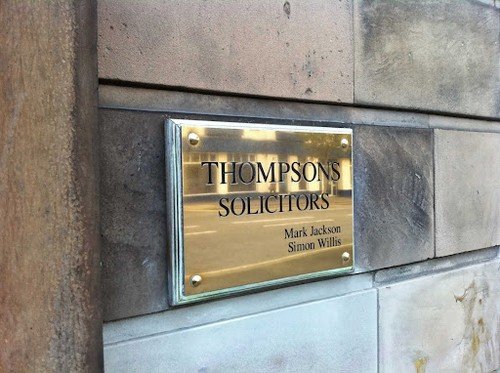 THOMPSONS
SOLICITORS
Mark Jackson
Simon Willis